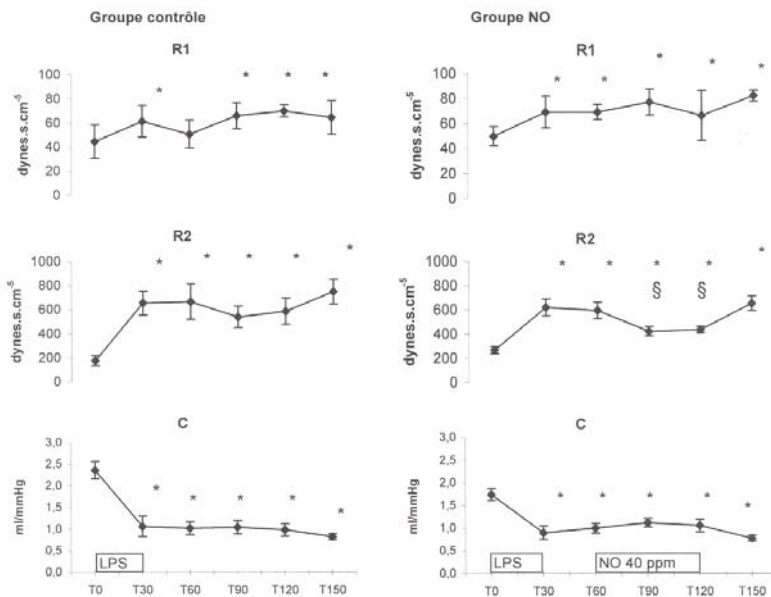 Groupe contrôle
R1
* * * *
100
80
60
40
20
0
dynes.s.cm-5
R2
* * * * *
1000
800
600
400
200
0
dynes.s.cm-5
C
* * * * *
3,0
2,5
2,0
1,5
1,0
0,5
0,0
ml/mmHg
LPS
T0 T30 T60 T90 T120 T150
Groupe NO
R1
* * * * *
100
80
60
40
20
0
dynes.s.cm-5
R2
* * * * *
§ §
1000
800
600
400
200
0
dynes.s.cm-5
C
* * * * *
3,0
2,5
2,0
1,5
1,0
0,5
0,0
ml/mmHg
LPS NO 40 ppm
T0 T30 T60 T90 T120 T150